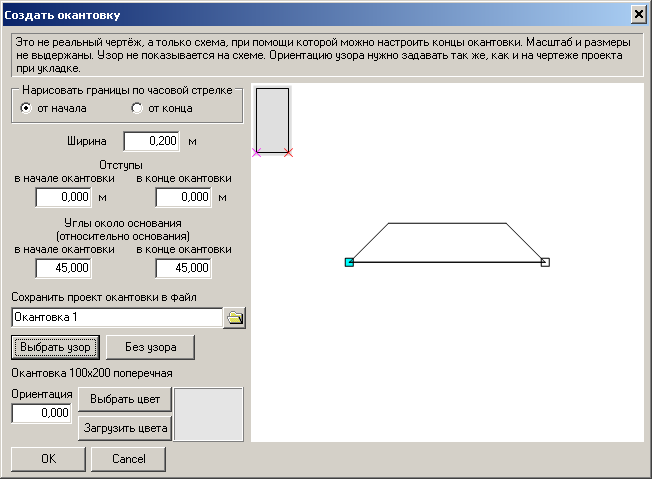 Создать окантовку
Это не реальный чертёж, а только схема, при помощи которой можно настроить концы окантовки. Масштаб и размеры
не выдержаны. Узор не показывается на схеме. Ориентацию узора нужно задавать так же, как и на чертеже проекта
при укладке.
Нарисовать границы по часовой стрелке
от начала от конца
Ширина 0,200 м
Отступы
в начале окантовки в конце окантовки
0,000 м 0,000 м
Углы около основания
(относительно основания)
в начале окантовки в конце окантовки
45,000 45,000
Сохранить проект окантовки в файл
Окантовка 1
Выбрать узор Без узора
Окантовка 100x200 поперечная
Ориентация
0,000
Выбрать цвет
Загрузить цвета
OK Cancel